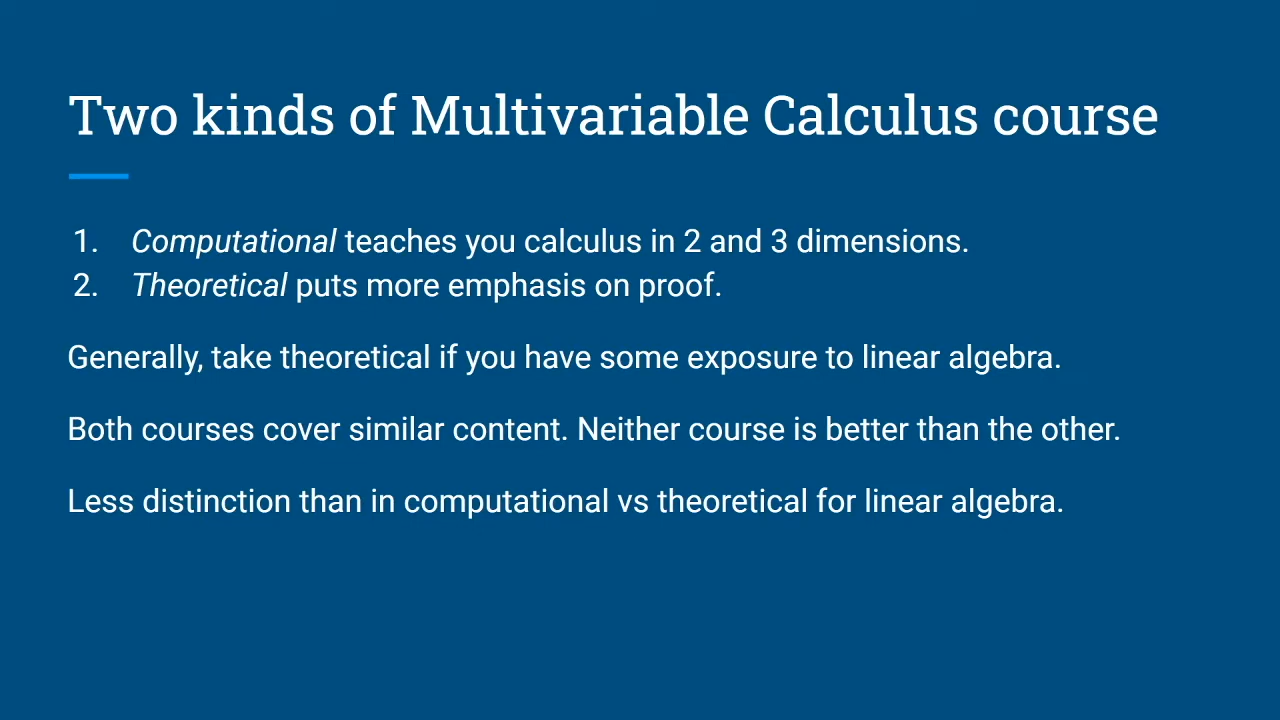 Two kinds of Multivariable Calculus course
1. Computational teaches you calculus in 2 and 3 dimensions.
2. Theoretical puts more emphasis on proof.
Generally, take theoretical if you have some exposure to linear algebra.
Both courses cover similar content. Neither course is better than the other.
Less distinction than in computational vs theoretical for linear algebra.